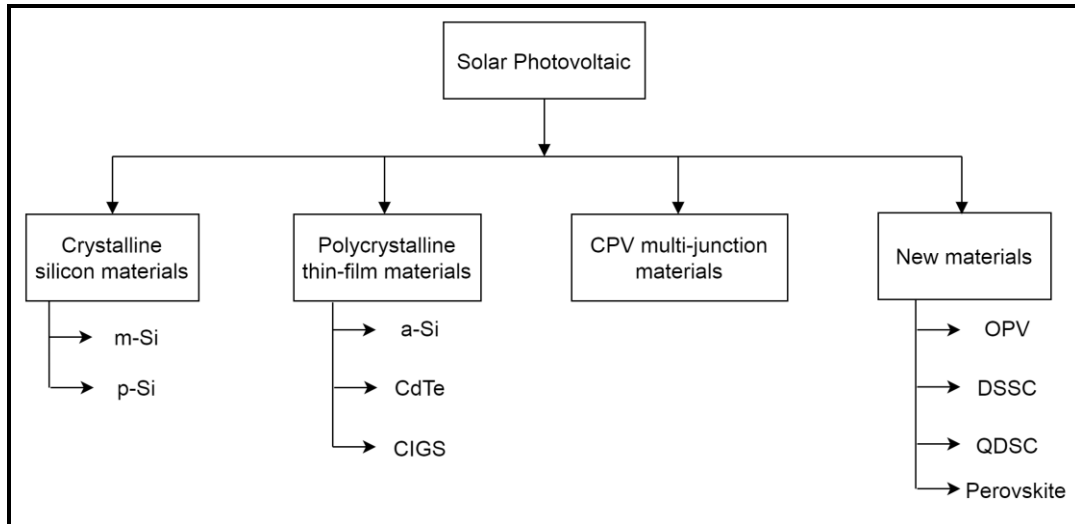 Solar Photovoltaic
Crystalline
silicon materials
m-Si
p-Si
Polycrystalline
thin-film materials
a-Si
CdTe
CIGS
CPV multi-junction
materials
New materials
OPV
DSSC
QDSC
Perovskite